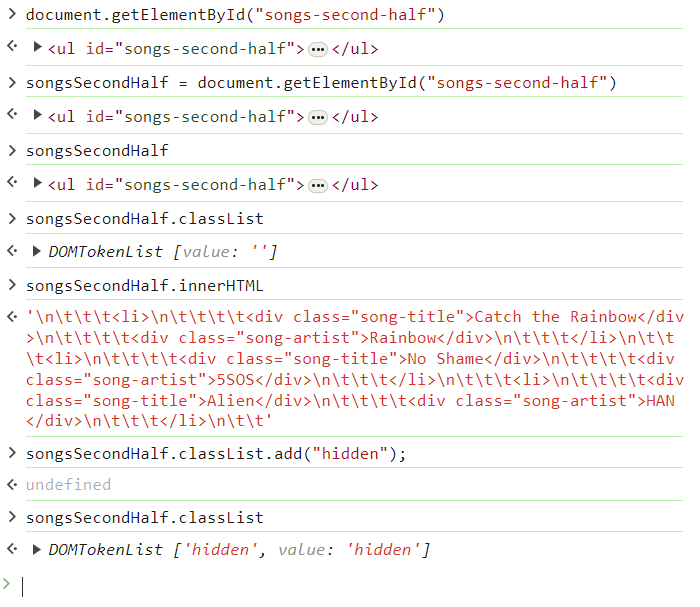 > document.getElementById("songs-second-half")
<· ▶<ul id="songs-second-half">⋯</ul>
> songsSecondHalf = document.getElementById("songs-second-half")
<· ▶<ul id="songs-second-half">⋯</ul>
> songsSecondHalf
<· ▶<ul id="songs-second-half">⋯</ul>
> songsSecondHalf.classList
<· ▶ DOMTokenList [value: '']
> songsSecondHalf.innerHTML
<· '\n\t\t\t<li>\n\t\t\t\t<div class="song-title">Catch the Rainbow</div
>\n\t\t\t\t<div class="song-artist">Rainbow</div>\n\t\t\t</li>\n\t\t
\t<li>\n\t\t\t\t<div class="song-title">No Shame</div>\n\t\t\t\t<div
class="song-artist">5SOS</div>\n\t\t\t</li>\n\t\t\t<li>\n\t\t\t\t<div
class="song-title">Alien</div>\n\t\t\t\t<div class="song-artist">HAN
</div>\n\t\t\t</li>\n\t\t'
> songsSecondHalf.classList.add("hidden");
<· undefined
> songsSecondHalf.classList
<· ▶ DOMTokenList ['hidden', value: 'hidden']
>